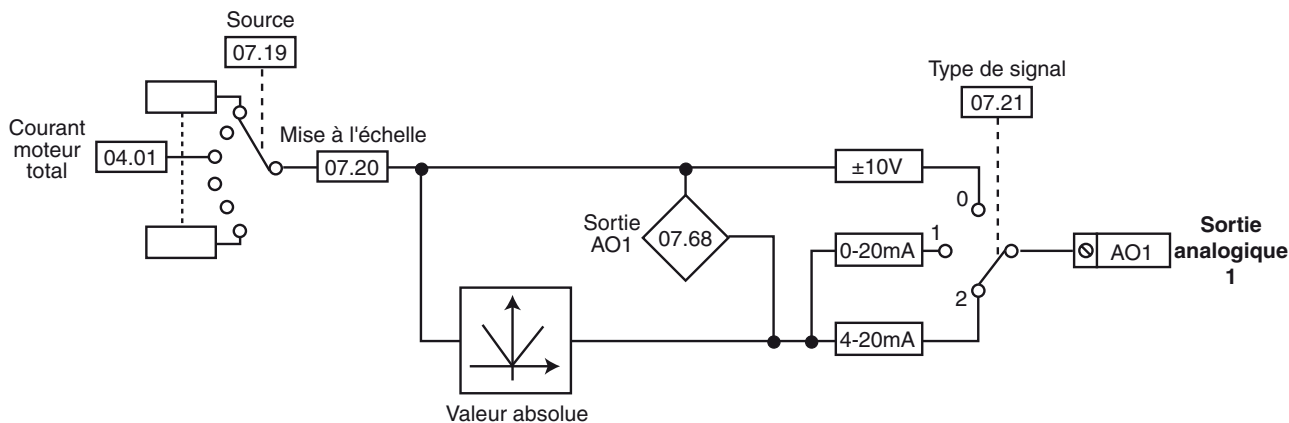 Source
07.19
Type de signal
07.21
Courant
moteur
total
04.01
Mise à l'échelle
07.20
±10V
0
Sortie
AO1
07.68
0-20mA
1
2
4-20mA
AO1
Sortie
analogique
1
Valeur absolue